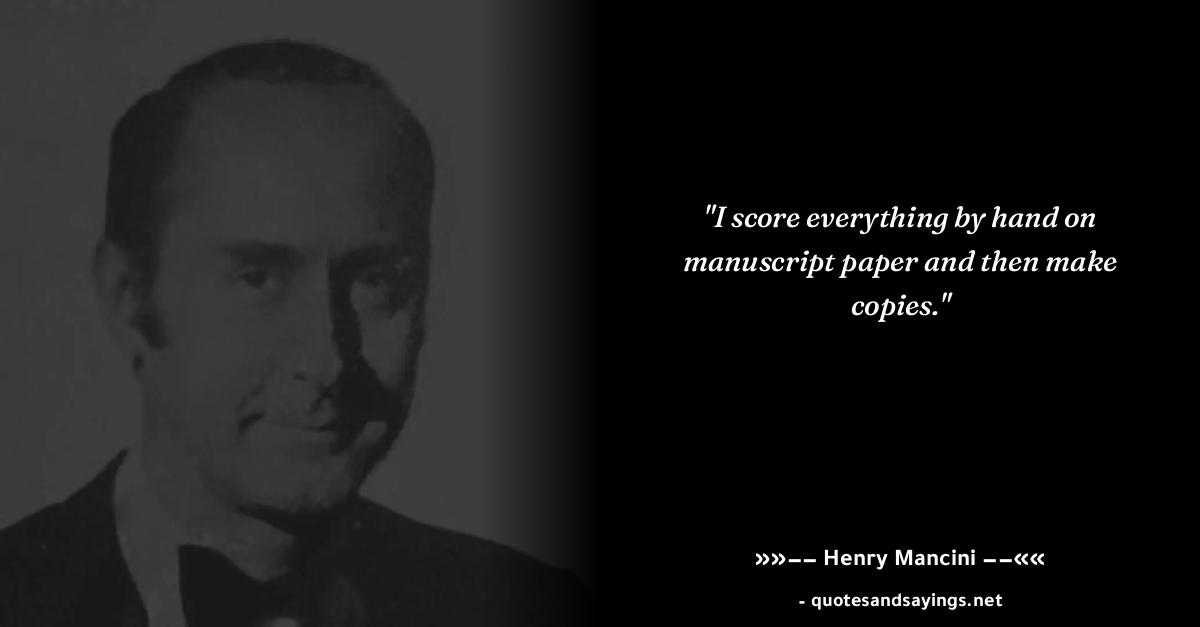 "I score everything by hand on
manuscript paper and then make
copies."
»»−− Henry Mancini −−««
- quotesandsayings.net